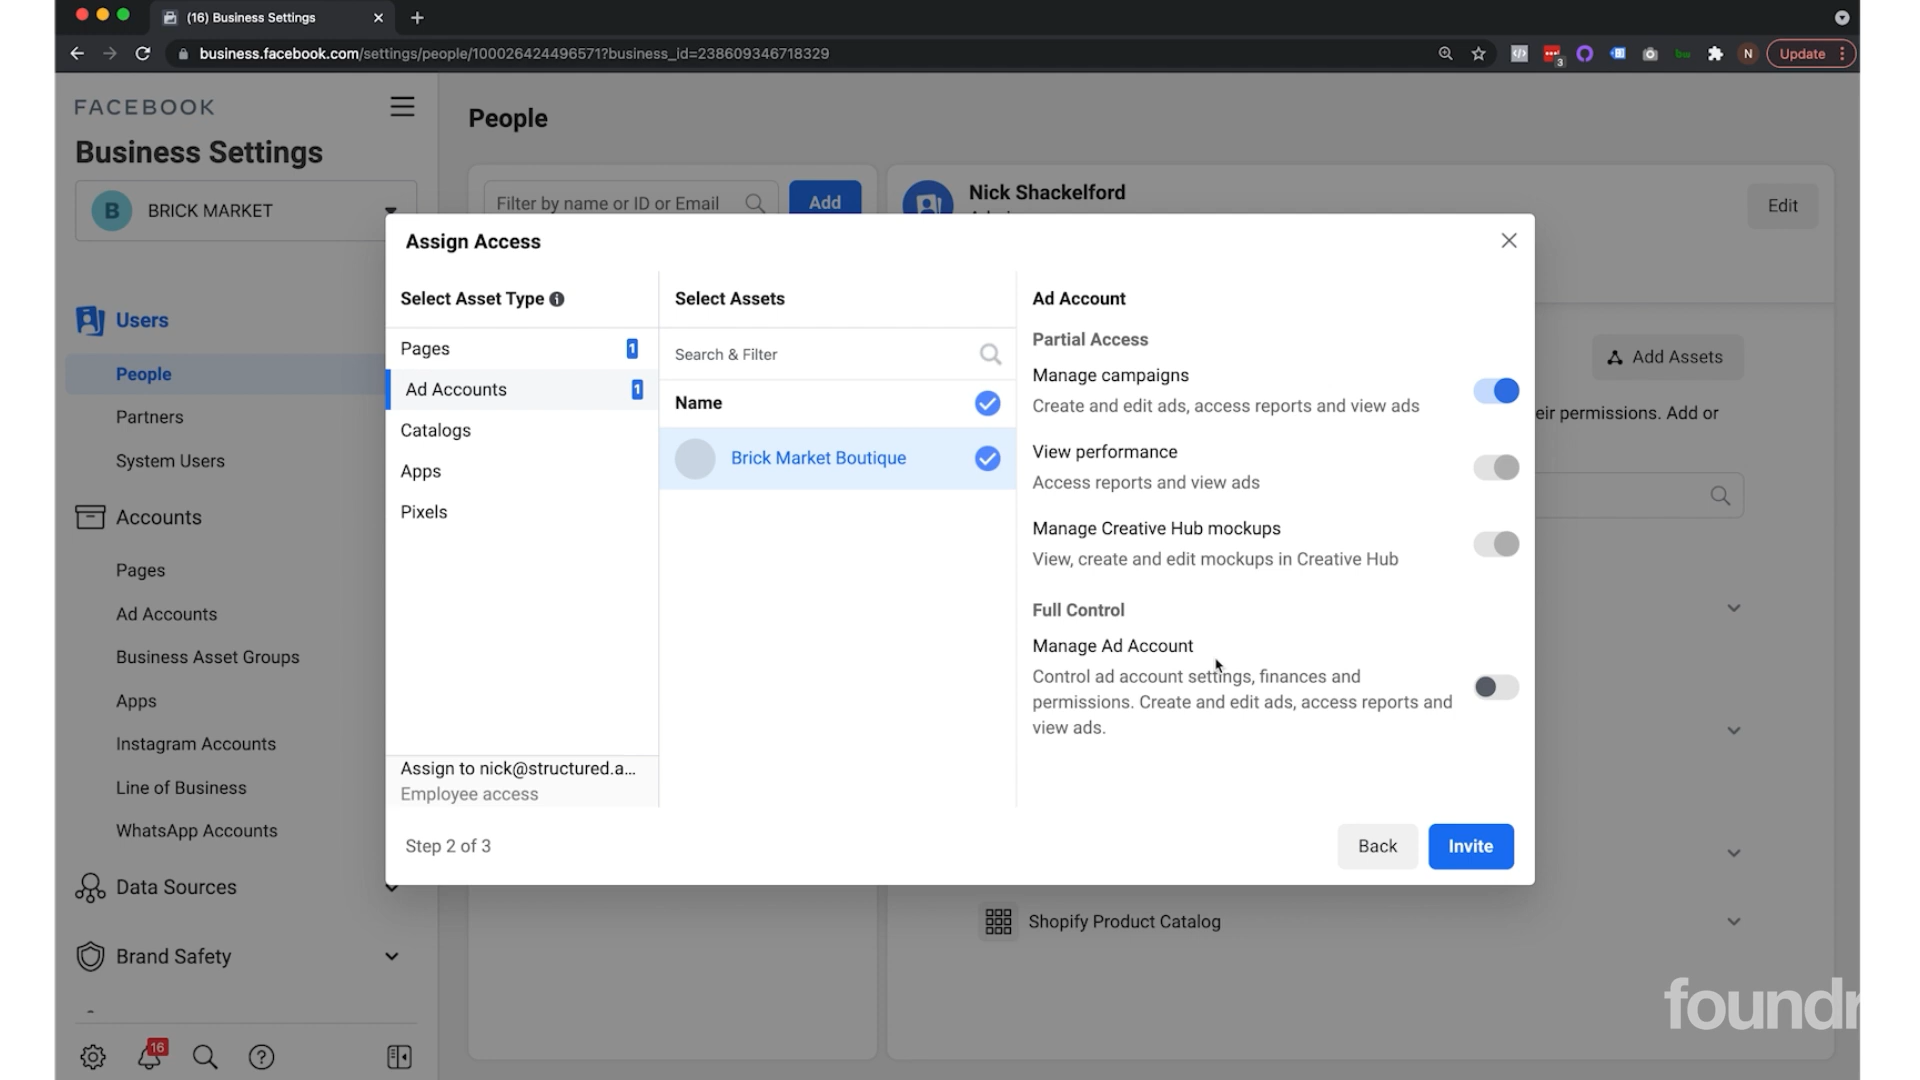 (16) Business Settings
business.facebook.com/settings/people/100026424496571?business_id=238609346718329
3
N
Update
FACEBOOK
Business Settings
B
BRICK MARKET
Users
People
Partners
System Users
Accounts
Pages
Ad Accounts
Business Asset Groups
Apps
Instagram Accounts
Line of Business
WhatsApp Accounts
Data Sources
Brand Safety
16
People
Filter by name or ID or Email
Add
Nick Shackelford
Edit
Add Assets
eir permissions. Add or
Assign Access
Select Asset Type
Pages 1
Ad Accounts 1
Catalogs
Apps
Pixels
Assign to nick@structured.a...
Employee access
Select Assets
Search & Filter
Name
Brick Market Boutique
Ad Account
Partial Access
Manage campaigns
Create and edit ads, access reports and view ads
View performance
Access reports and view ads
Manage Creative Hub mockups
View, create and edit mockups in Creative Hub
Full Control
Manage Ad Account
Control ad account settings, finances and
permissions. Create and edit ads, access reports and
view ads.
Step 2 of 3
Back
Invite
Shopify Product Catalog
foundr